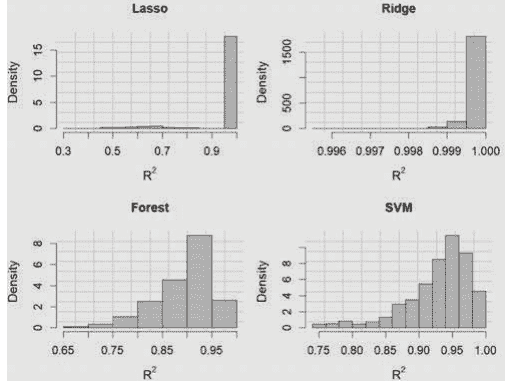 Lasso
Density
0 5 10 15
0.3 0.5 0.7 0.9
R²
Ridge
Density
0 500 1500
0.996 0.997 0.998 0.999 1.000
R²
Forest
Density
0 2 4 6 8
0.65 0.75 0.85 0.95
R²
SVM
Density
0 2 4 6 8
0.75 0.80 0.85 0.90 0.95 1.00
R²